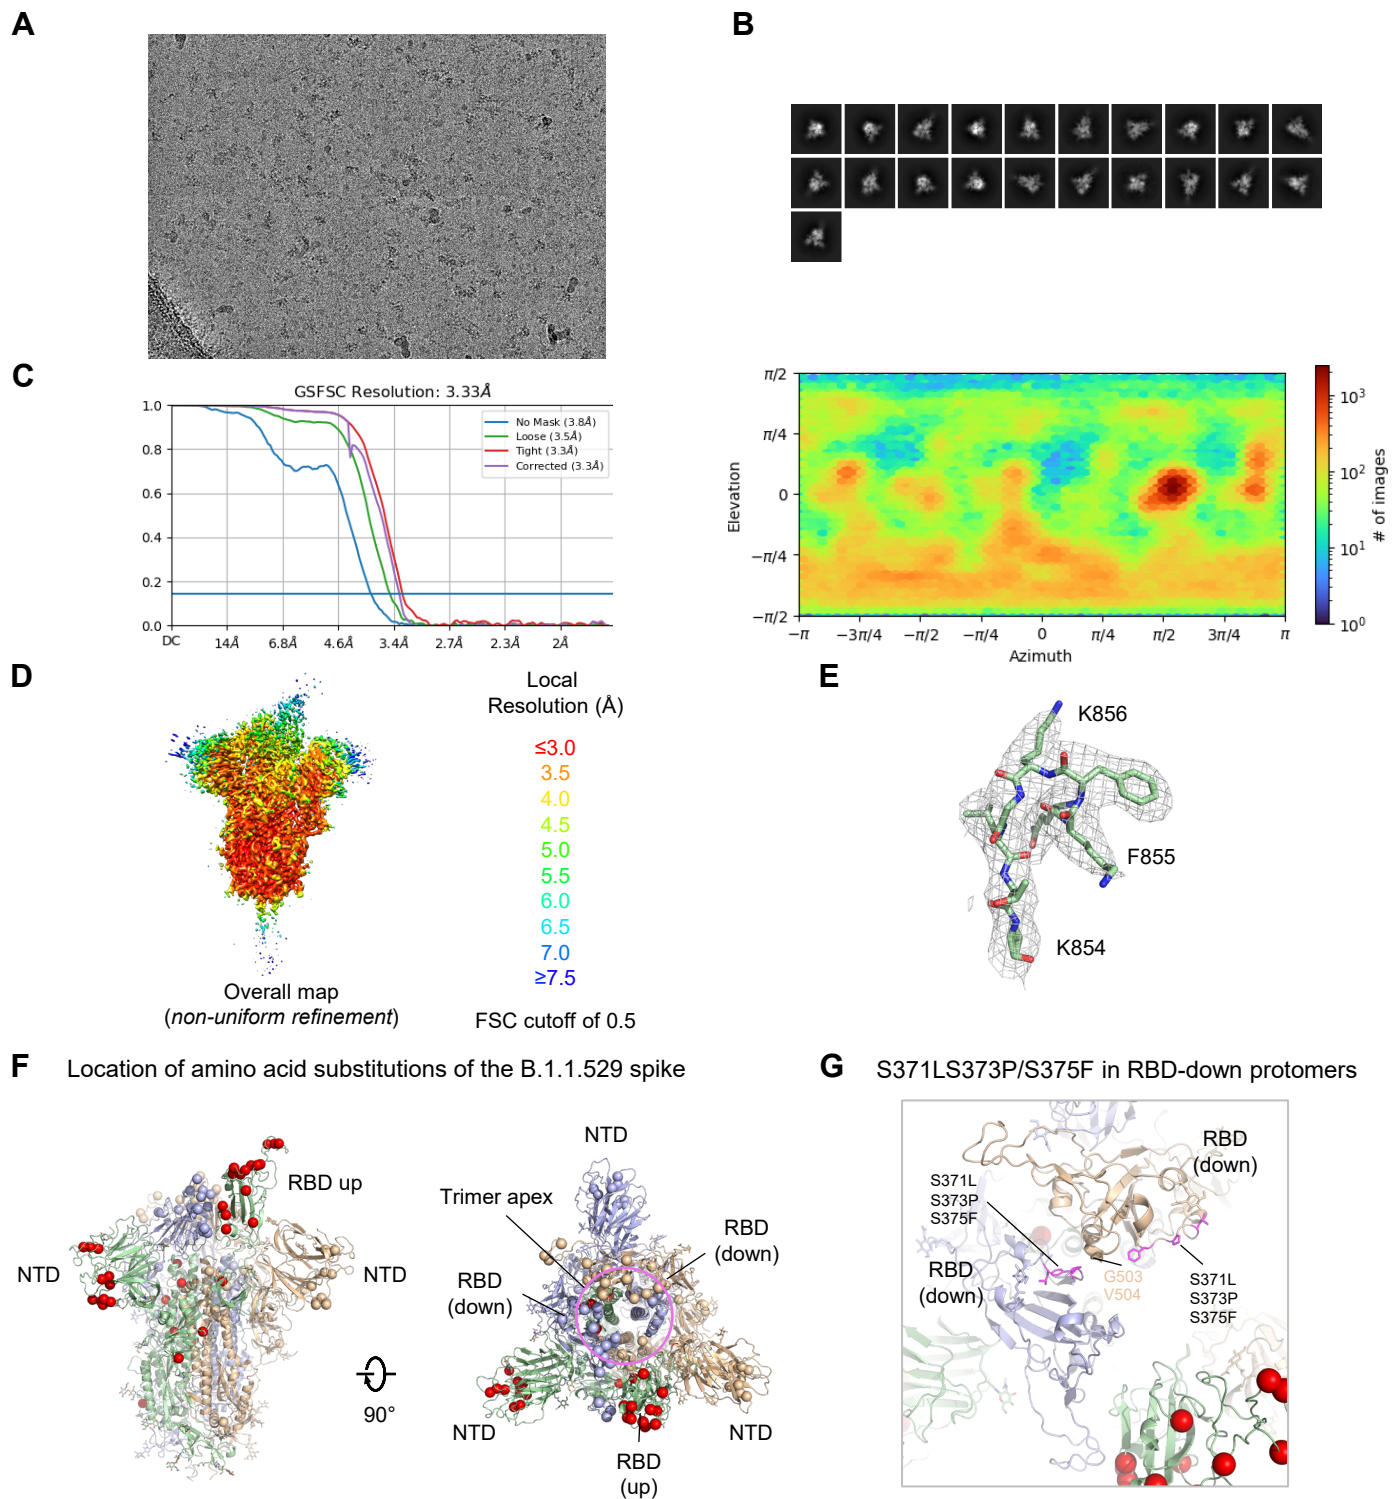 A
B
C
GSFSC Resolution: 3.33Å
1.0
0.8
0.6
0.4
0.2
0.0
DC
14Å
6.8Å
4.6Å
3.4Å
2.7Å
2.3Å
2Å
No Mask (3.8Å)
Loose (3.5Å)
Tight (3.3Å)
Corrected (3.3Å)
π/2
π/4
0
−π/4
−π/2
Elevation
−π
−3π/4
−π/2
−π/4
0
π/4
π/2
3π/4
π
Azimuth
10³
10²
10¹
10⁰
# of images
D
Local
Resolution (Å)
≤3.0
3.5
4.0
4.5
5.0
5.5
6.0
6.5
7.0
≥7.5
FSC cutoff of 0.5
Overall map
(non-uniform refinement)
E
K856
F855
K854
F
Location of amino acid substitutions of the B.1.1.529 spike
RBD up
NTD
NTD
90°
NTD
Trimer apex
RBD
(down)
RBD
(down)
NTD
NTD
RBD
(up)
G
S371LS373P/S375F in RBD-down protomers
RBD
(down)
S371L
S373P
S375F
RBD
(down)
G503
V504
S371L
S373P
S375F